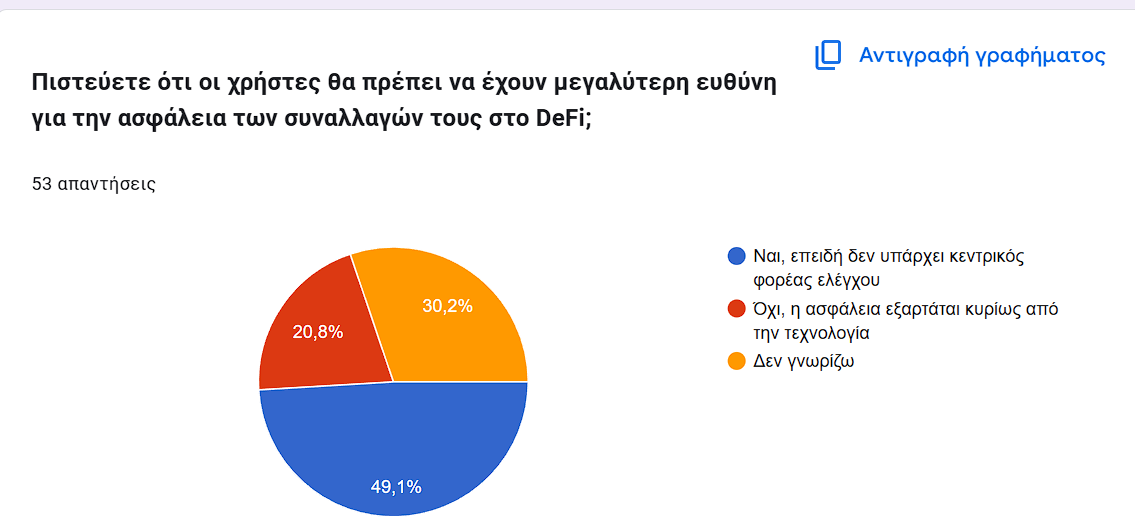 Αντιγραφή γραφήματος
Πιστεύετε ότι οι χρήστες θα πρέπει να έχουν μεγαλύτερη ευθύνη
για την ασφάλεια των συναλλαγών τους στο DeFi;
53 απαντήσεις
Ναι, επειδή δεν υπάρχει κεντρικός
φορέας ελέγχου
Όχι, η ασφάλεια εξαρτάται κυρίως από
την τεχνολογία
Δεν γνωρίζω
30,2%
20,8%
49,1%